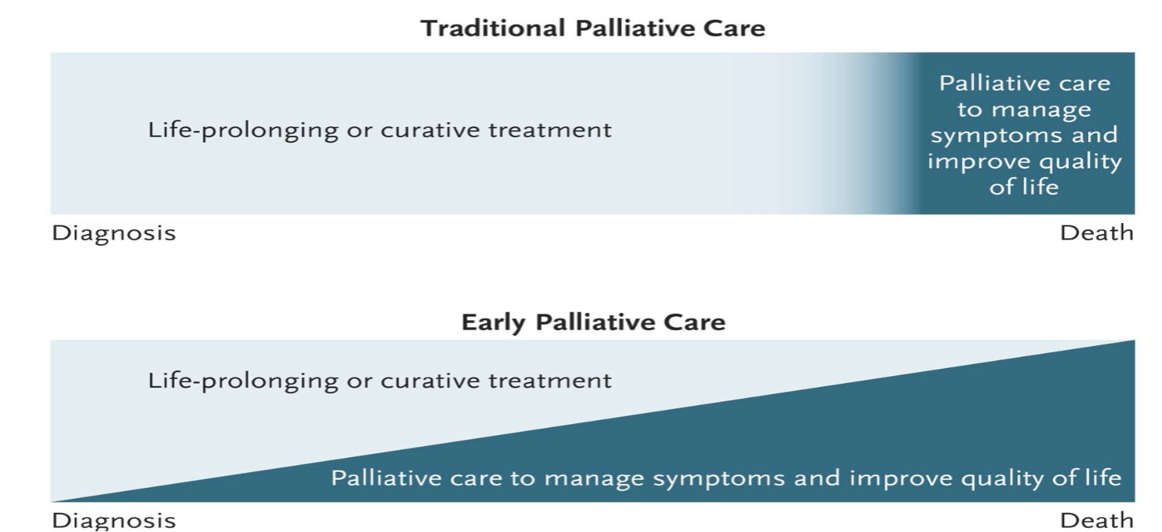 Traditional Palliative Care
Life-prolonging or curative treatment
Palliative care
to manage
symptoms and
improve quality
of life
Diagnosis
Death
Early Palliative Care
Life-prolonging or curative treatment
Palliative care to manage symptoms and improve quality of life
Diagnosis
Death